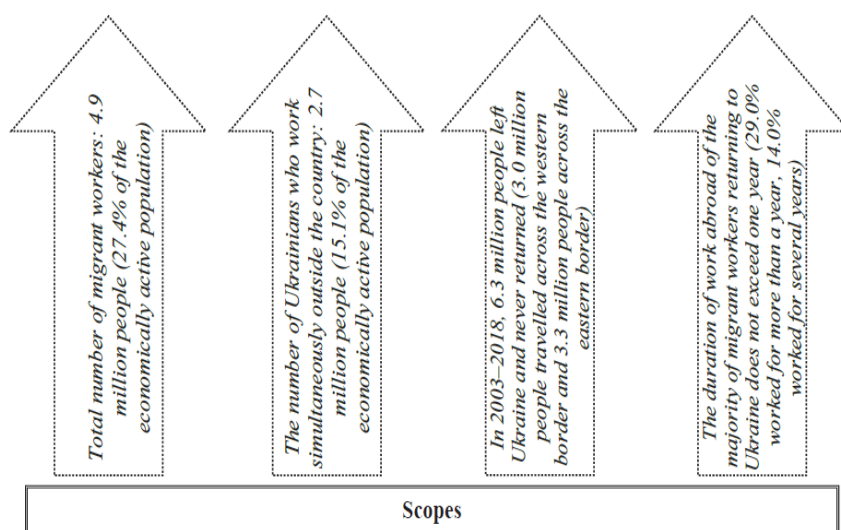 Total number of migrant workers: 4.9
million people (27.4% of the
economically active population)
The number of Ukrainians who work
simultaneously outside the country: 2.7
million people (15.1% of the
economically active population)
In 2003–2018, 6.3 million people left
Ukraine and never returned (3.0 million
people travelled across the western
border and 3.3 million people across the
eastern border)
The duration of work abroad of the
majority of migrant workers returning to
Ukraine does not exceed one year (29.0%
worked for more than a year, 14.0%
worked for several years)
Scopes